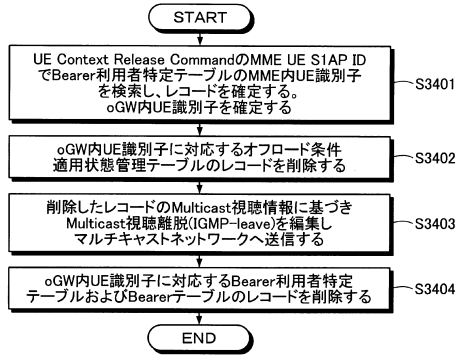 START
UE Context Release CommandのMME UE S1AP ID
でBearer利用者特定テーブルのMME内UE識別子
を検索し、レコードを確定する。
oGW内UE識別子を確定する
S3401
oGW内UE識別子に対応するオフロード条件
適用状態管理テーブルのレコードを削除する
S3402
削除したレコードのMulticast視聴情報に基づき
Multicast視聴離脱(IGMP-leave)を編集し
マルチキャストネットワークへ送信する
S3403
oGW内UE識別子に対応するBearer利用者特定
テーブルおよびBearerテーブルのレコードを削除する
S3404
END